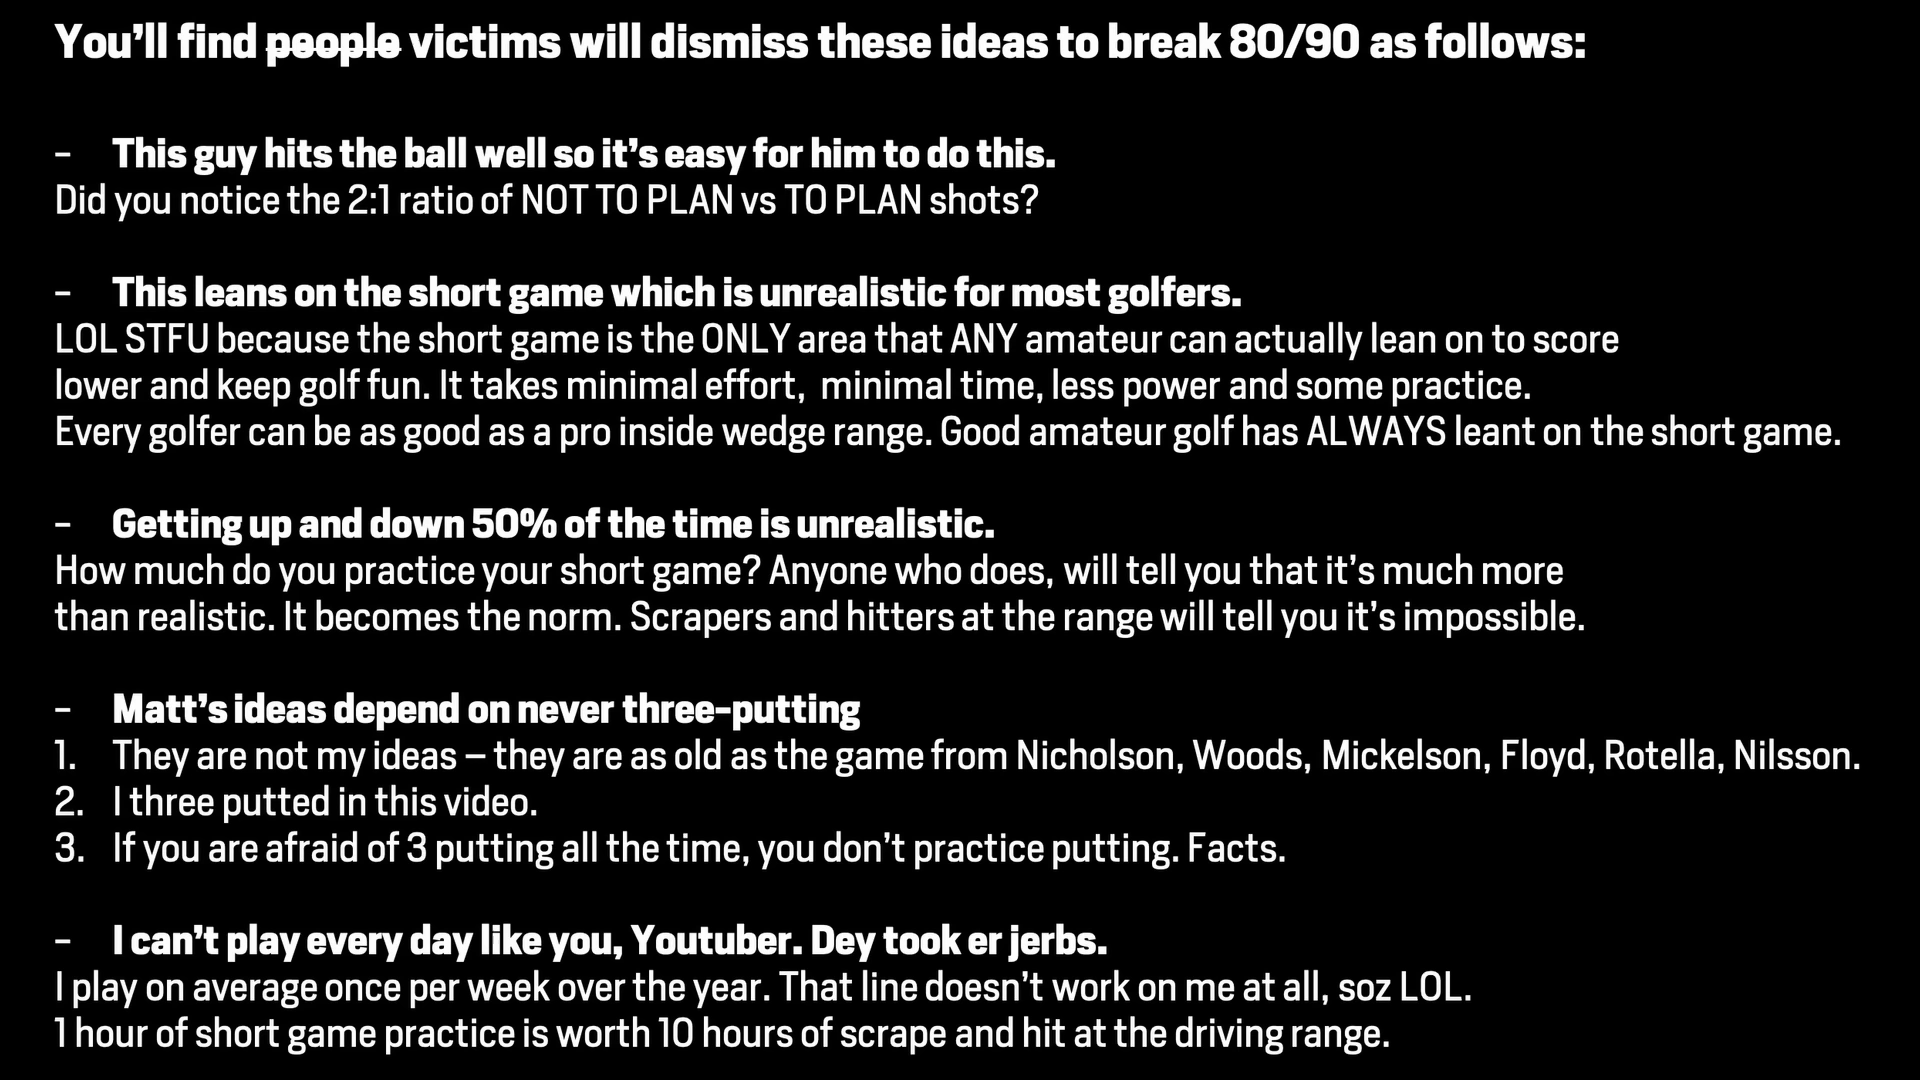 You’ll find people victims will dismiss these ideas to break 80/90 as follows:
- This guy hits the ball well so it’s easy for him to do this.
Did you notice the 2:1 ratio of NOT TO PLAN vs TO PLAN shots?
- This leans on the short game which is unrealistic for most golfers.
LOL STFU because the short game is the ONLY area that ANY amateur can actually lean on to score
lower and keep golf fun. It takes minimal effort,  minimal time, less power and some practice.
Every golfer can be as good as a pro inside wedge range. Good amateur golf has ALWAYS leant on the short game.
- Getting up and down 50% of the time is unrealistic.
How much do you practice your short game? Anyone who does, will tell you that it’s much more
than realistic. It becomes the norm. Scrapers and hitters at the range will tell you it’s impossible.
- Matt’s ideas depend on never three-putting
1. They are not my ideas – they are as old as the game from Nicholson, Woods, Mickelson, Floyd, Rotella, Nilsson.
2. I three putted in this video.
3. If you are afraid of 3 putting all the time, you don’t practice putting. Facts.
- I can’t play every day like you, Youtuber. Dey took er jerbs.
I play on average once per week over the year. That line doesn’t work on me at all, soz LOL.
1 hour of short game practice is worth 10 hours of scrape and hit at the driving range.